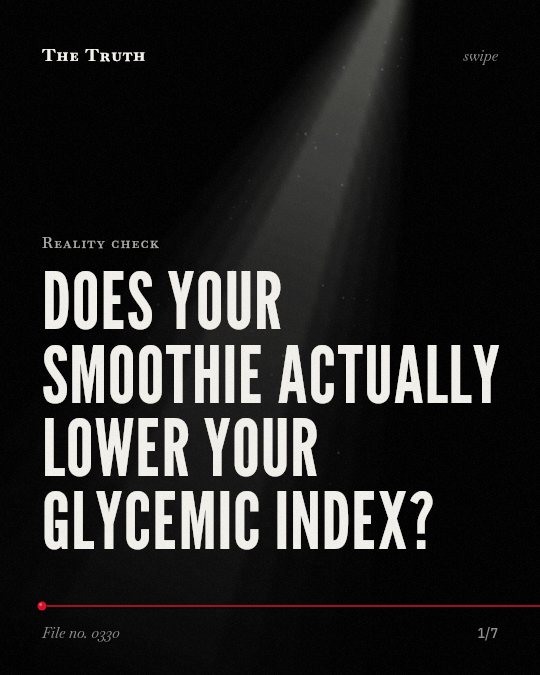 The Truth
swipe
Reality check
DOES YOUR
SMOOTHIE ACTUALLY
LOWER YOUR
GLYCEMIC INDEX?
File no. 0330
1/7